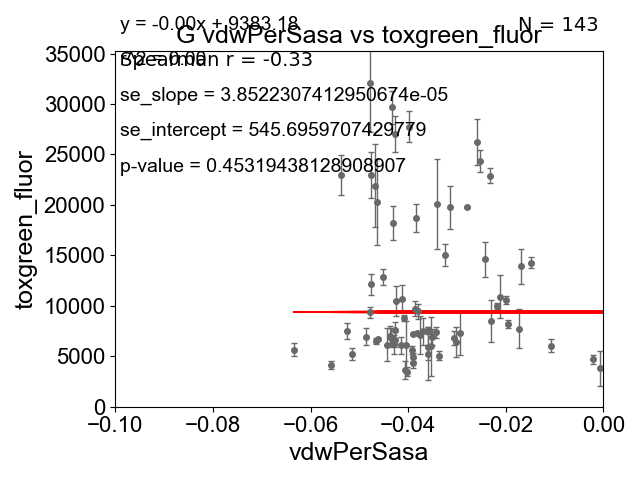 y = -0.00x + 9383.18
N = 143
G vdwPerSasa vs toxgreen_fluor
r^2 = 0.00
Spearman r = -0.33
se_slope = 3.8522307412950674e-05
se_intercept = 545.6959707429779
p-value = 0.45319438128908907
toxgreen_fluor
35000
30000
25000
20000
15000
10000
5000
0
−0.10
−0.08
−0.06
−0.04
−0.02
0.00
vdwPerSasa